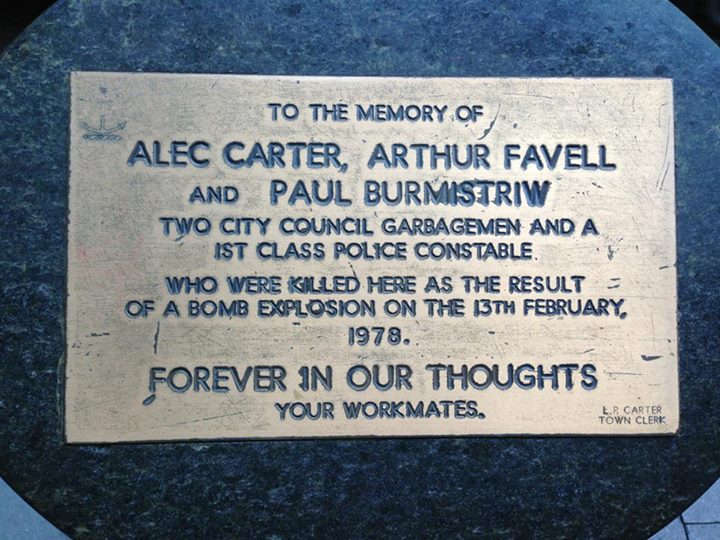 TO THE MEMORY OF
ALEC CARTER, ARTHUR FAVELL
AND PAUL BURMISTRIW
TWO CITY COUNCIL GARBAGEMEN AND A
1ST CLASS POLICE CONSTABLE
WHO WERE KILLED HERE AS THE RESULT
OF A BOMB EXPLOSION ON THE 13TH FEBRUARY,
1978.
FOREVER IN OUR THOUGHTS
YOUR WORKMATES.
L.P. CARTER
TOWN CLERK